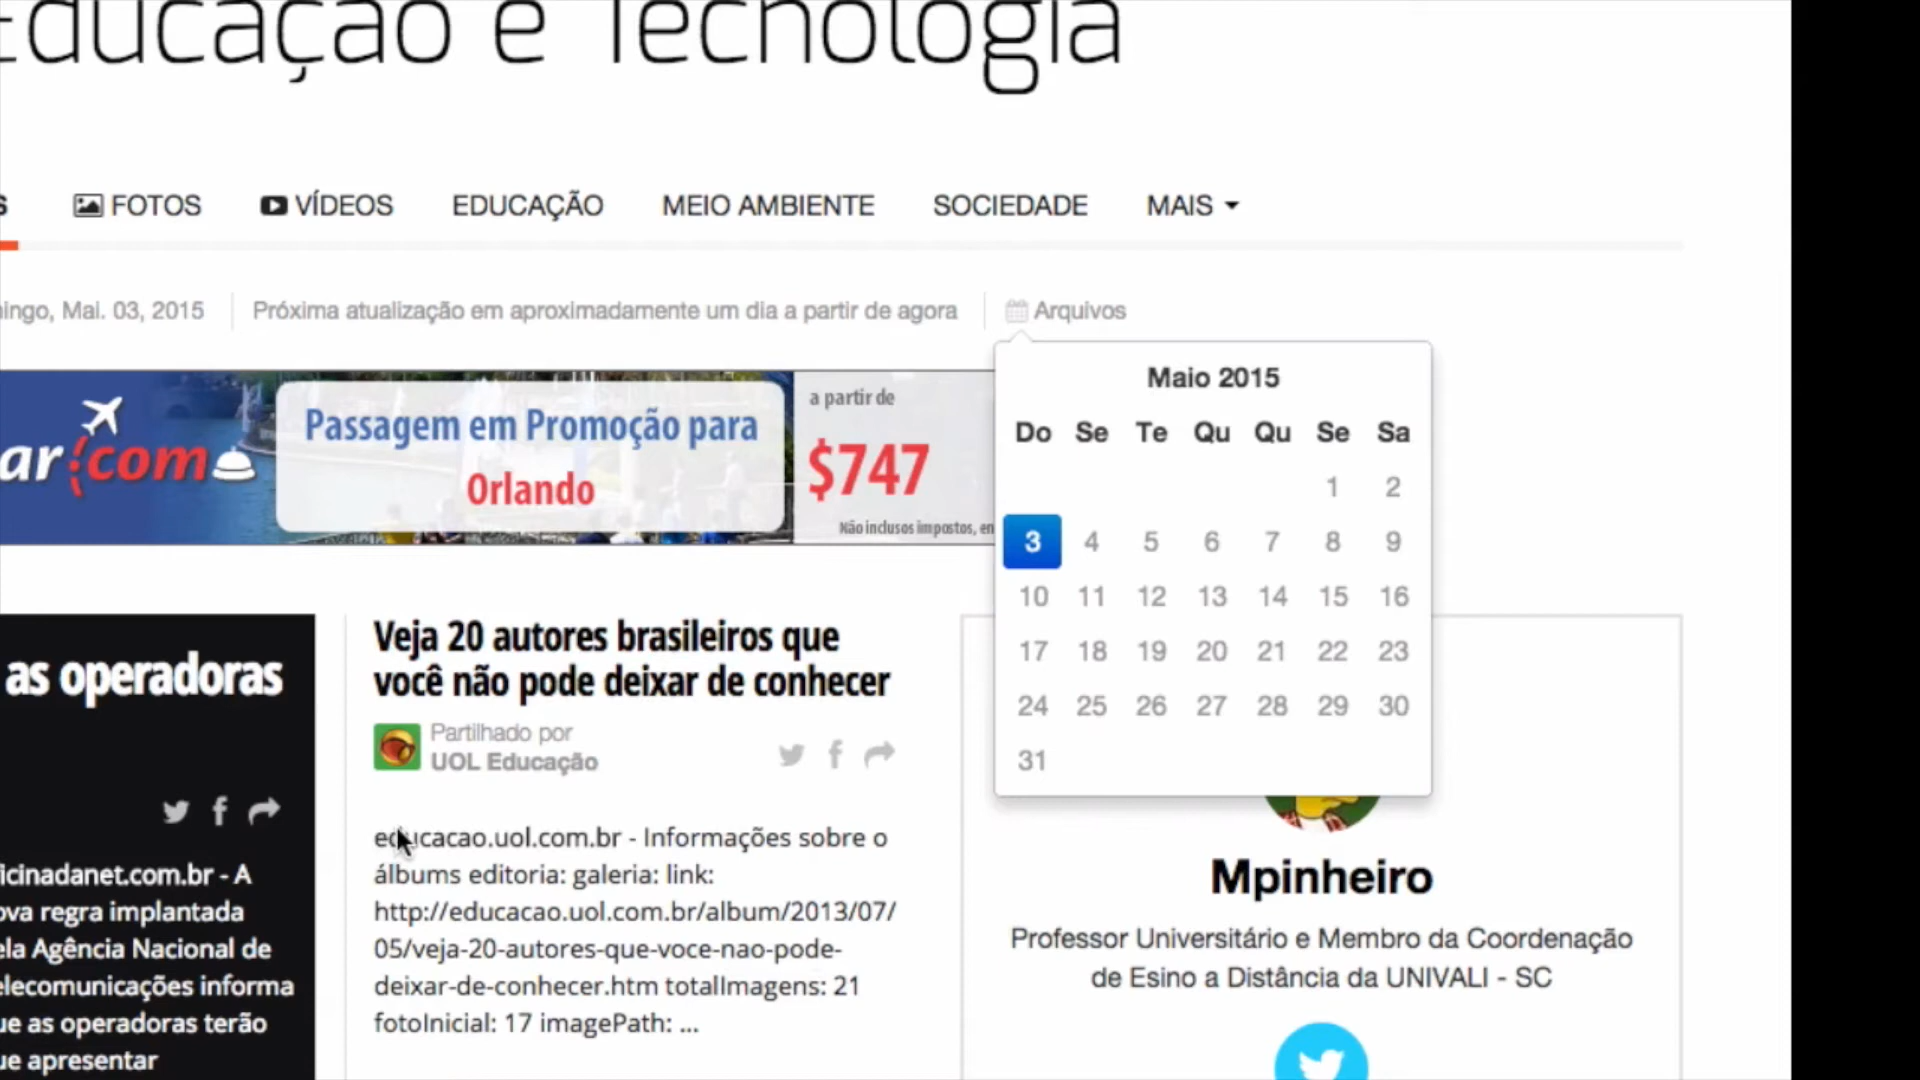 Educação e Tecnologia
S FOTOS VÍDEOS EDUCAÇÃO MEIO AMBIENTE SOCIEDADE MAIS
ingo, Mai. 03, 2015 Próxima atualização em aproximadamente um dia a partir de agora Arquivos
Maio 2015
Do Se Te Qu Qu Se Sa
1 2
3 4 5 6 7 8 9
10 11 12 13 14 15 16
17 18 19 20 21 22 23
24 25 26 27 28 29 30
31
ar.com
Passagem em Promoção para
Orlando
a partir de
$747
Não inclusos impostos, en
as operadoras
icinadanet.com.br - A
ova regra implantada
ela Agência Nacional de
elecomunicações informa
ue as operadoras terão
ue apresentar
Veja 20 autores brasileiros que
você não pode deixar de conhecer
Partilhado por
UOL Educação
educacao.uol.com.br - Informações sobre o
álbums editoria: galeria: link:
http://educacao.uol.com.br/album/2013/07/
05/veja-20-autores-que-voce-nao-pode-
deixar-de-conhecer.htm totalImagens: 21
fotoInicial: 17 imagePath: ...
Mpinheiro
Professor Universitário e Membro da Coordenação
de Esino a Distância da UNIVALI - SC